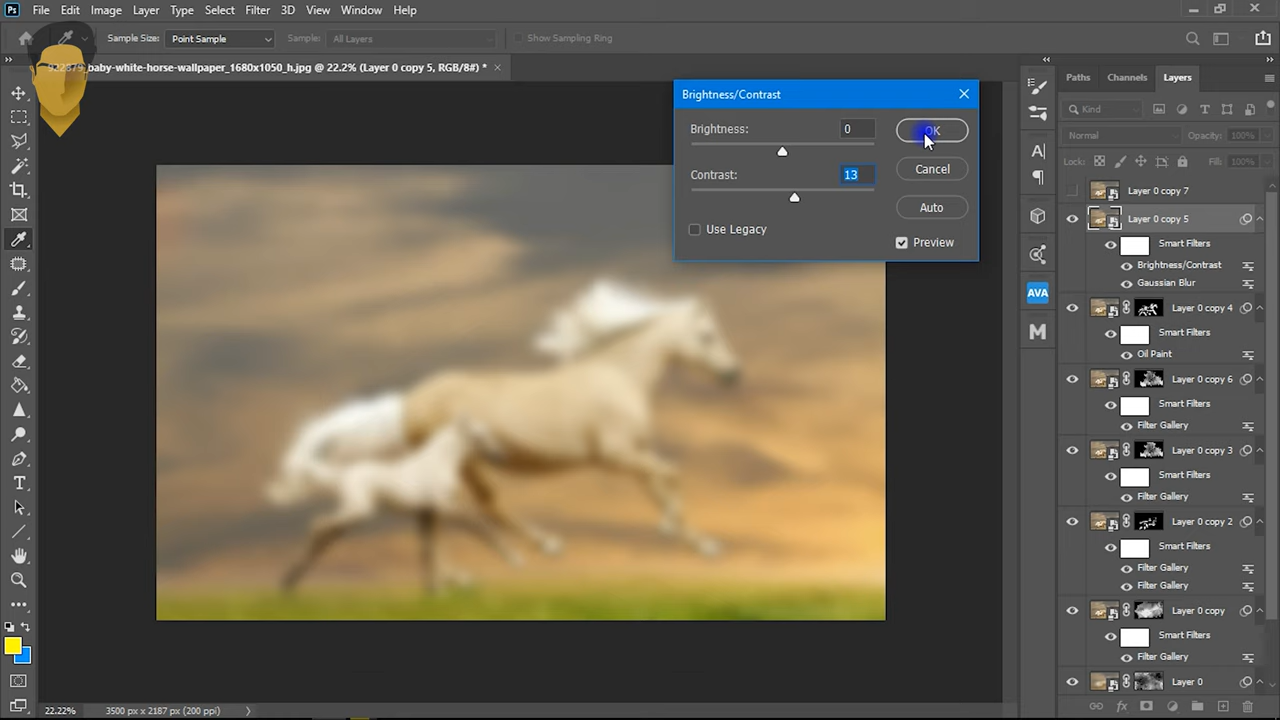 Ps File Edit Image Layer Type Select Filter 3D View Window Help
Sample Size: Point Sample Sample: All Layers Show Sampling Ring
922879_baby-white-horse-wallpaper_1680x1050_h.jpg @ 22.2% (Layer 0 copy 5, RGB/8#) *
Brightness/Contrast
Brightness: 0
OK
Contrast: 13
Cancel
Auto
Use Legacy
Preview
Paths Channels Layers
Kind
Normal Opacity: 100%
Lock: Fill: 100%
Layer 0 copy 7
Layer 0 copy 5
Smart Filters
Brightness/Contrast
Gaussian Blur
Layer 0 copy 4
Smart Filters
Oil Paint
Layer 0 copy 6
Smart Filters
Filter Gallery
Layer 0 copy 3
Smart Filters
Filter Gallery
Layer 0 copy 2
Smart Filters
Filter Gallery
Filter Gallery
Layer 0 copy
Smart Filters
Filter Gallery
Layer 0
AVA
M
22.22% 3500 px x 2187 px (200 ppi)